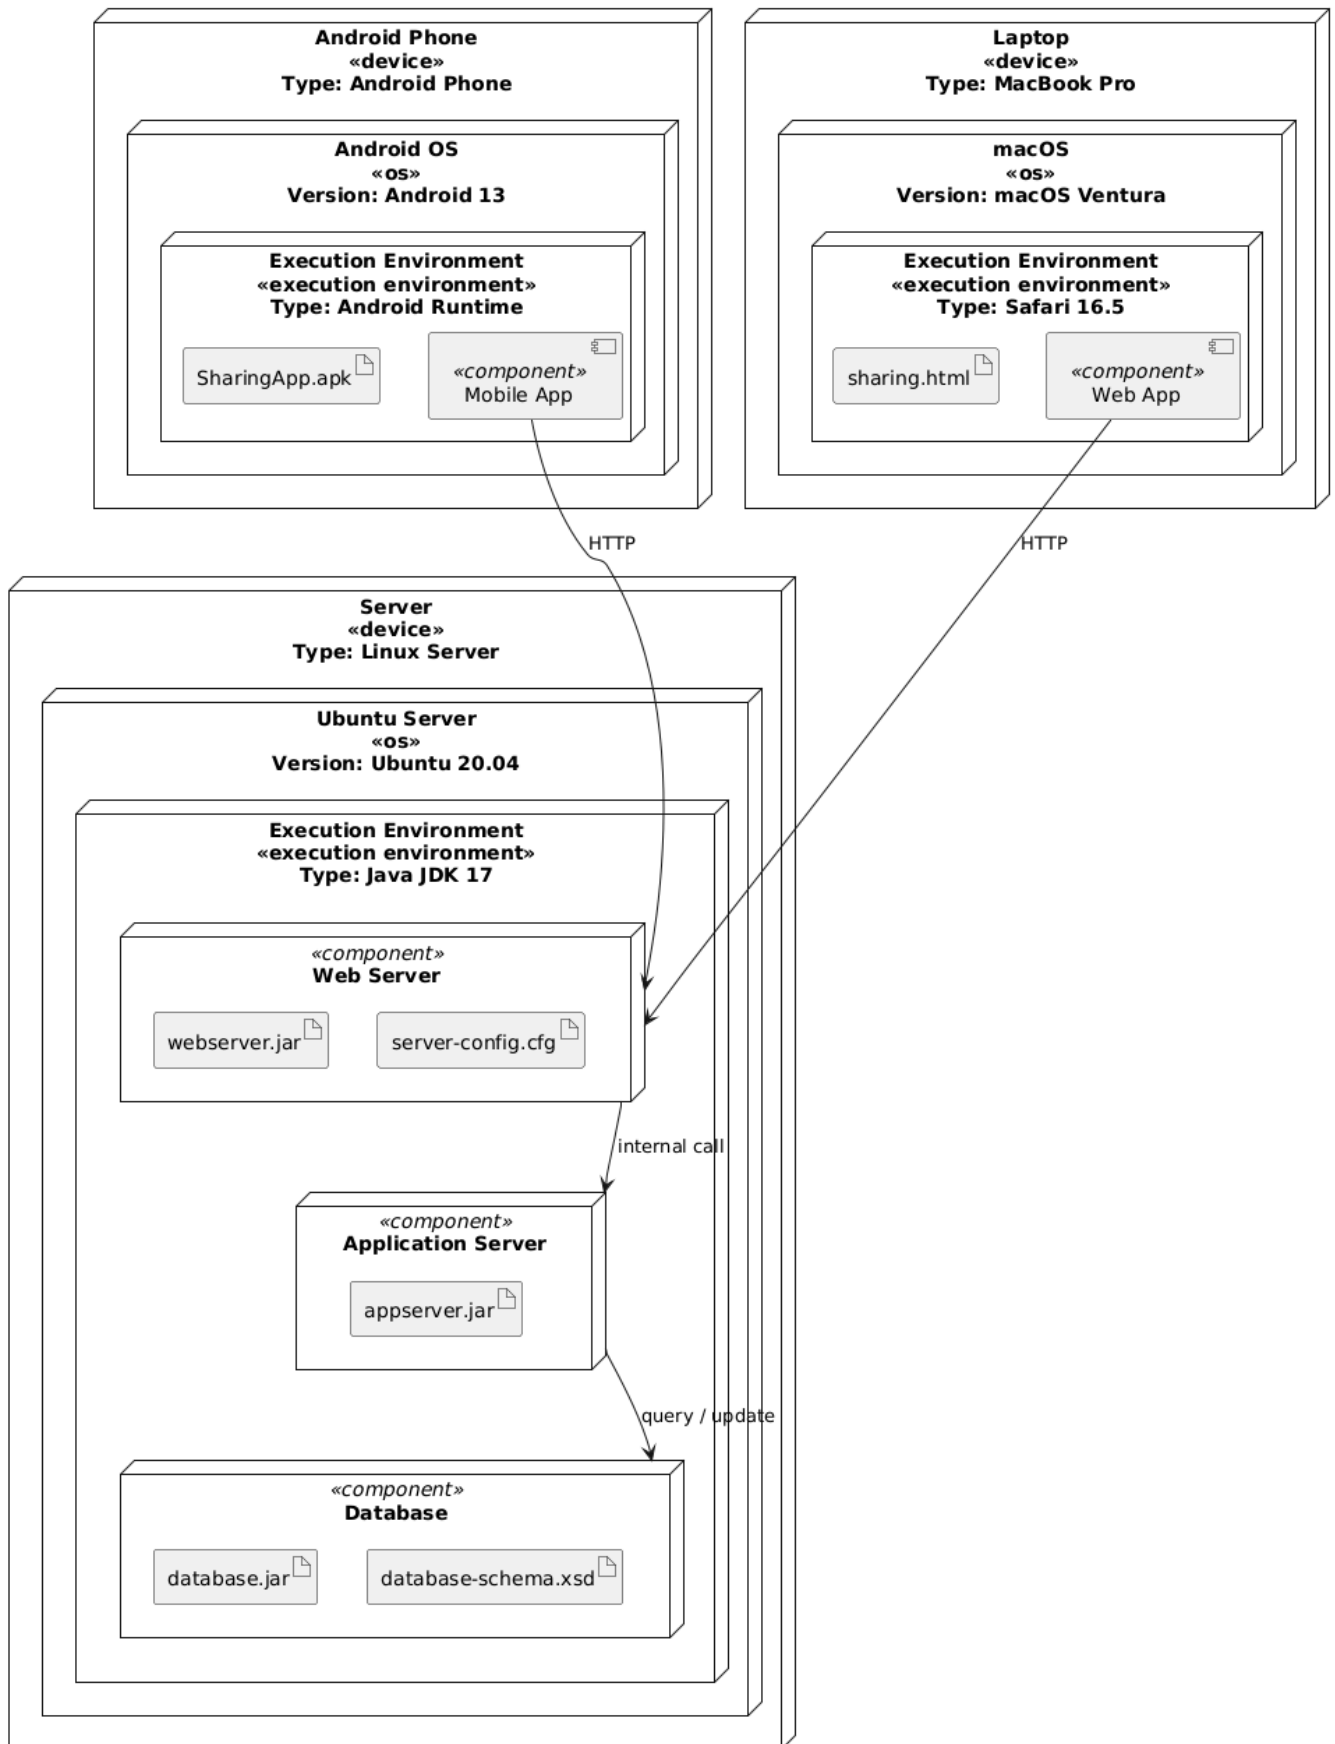 Android Phone
«device»
Type: Android Phone
Android OS
«os»
Version: Android 13
Execution Environment
«execution environment»
Type: Android Runtime
SharingApp.apk
«component»
Mobile App
Laptop
«device»
Type: MacBook Pro
macOS
«os»
Version: macOS Ventura
Execution Environment
«execution environment»
Type: Safari 16.5
sharing.html
«component»
Web App
HTTP
HTTP
Server
«device»
Type: Linux Server
Ubuntu Server
«os»
Version: Ubuntu 20.04
Execution Environment
«execution environment»
Type: Java JDK 17
«component»
Web Server
webserver.jar
server-config.cfg
internal call
«component»
Application Server
appserver.jar
query / update
«component»
Database
database.jar
database-schema.xsd